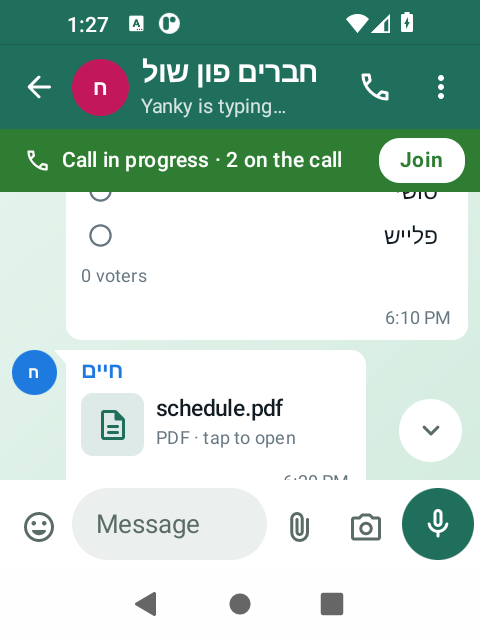 1:27
A
חברים פון שול
ח
Yanky is typing...
Call in progress · 2 on the call
Join
סושי
פלייש
0 voters
6:10 PM
ח
חיים
schedule.pdf
PDF · tap to open
Message